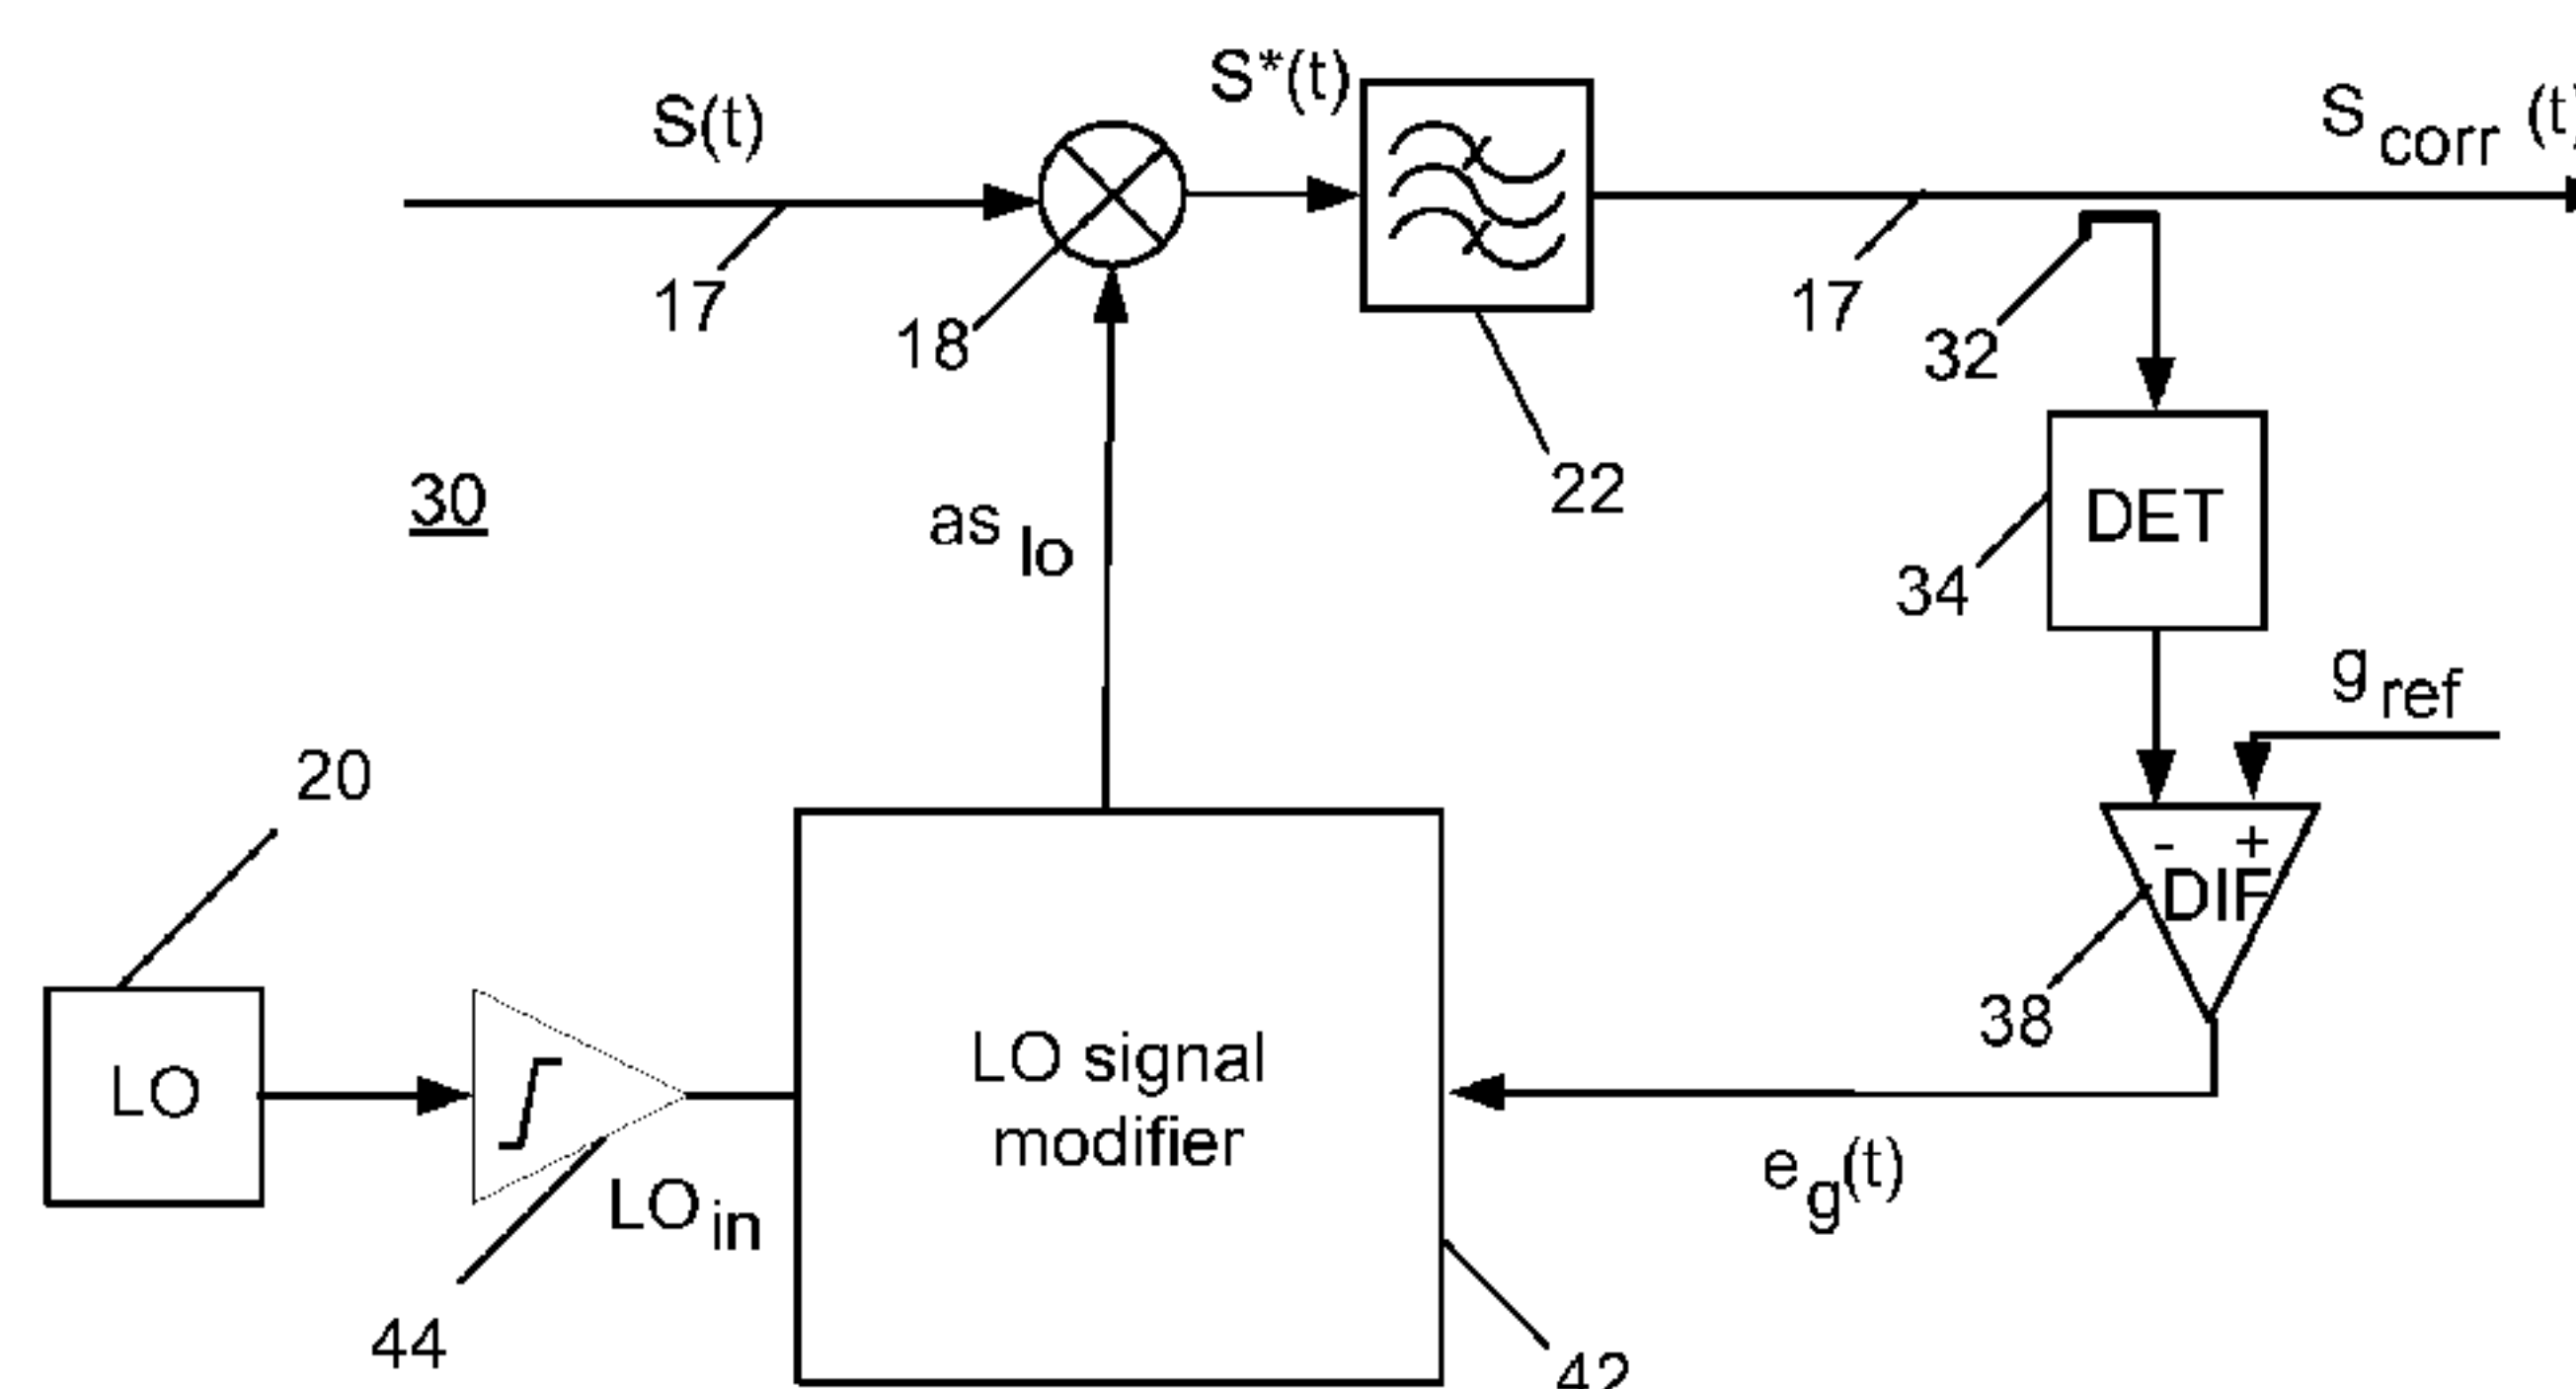 S(t)
S*(t)
S corr (t)
17
18
17
32
22
30
as lo
DET
34
g ref
20
- +
DIF
38
LO
LO signal
modifier
LO in
e g(t)
44
42